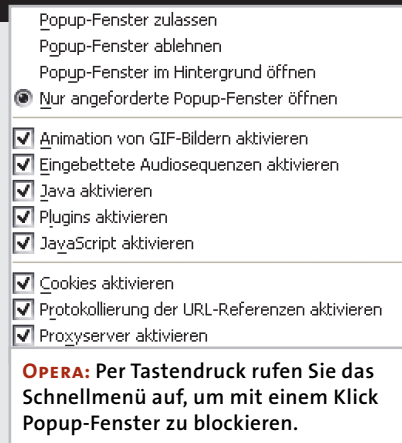 Popup-Fenster zulassen
Popup-Fenster ablehnen
Popup-Fenster im Hintergrund öffnen
Nur angeforderte Popup-Fenster öffnen
Animation von GIF-Bildern aktivieren
Eingebettete Audiosequenzen aktivieren
Java aktivieren
Plugins aktivieren
JavaScript aktivieren
Cookies aktivieren
Protokollierung der URL-Referenzen aktivieren
Proxyserver aktivieren
OPERA: Per Tastendruck rufen Sie das
Schnellmenü auf, um mit einem Klick
Popup-Fenster zu blockieren.